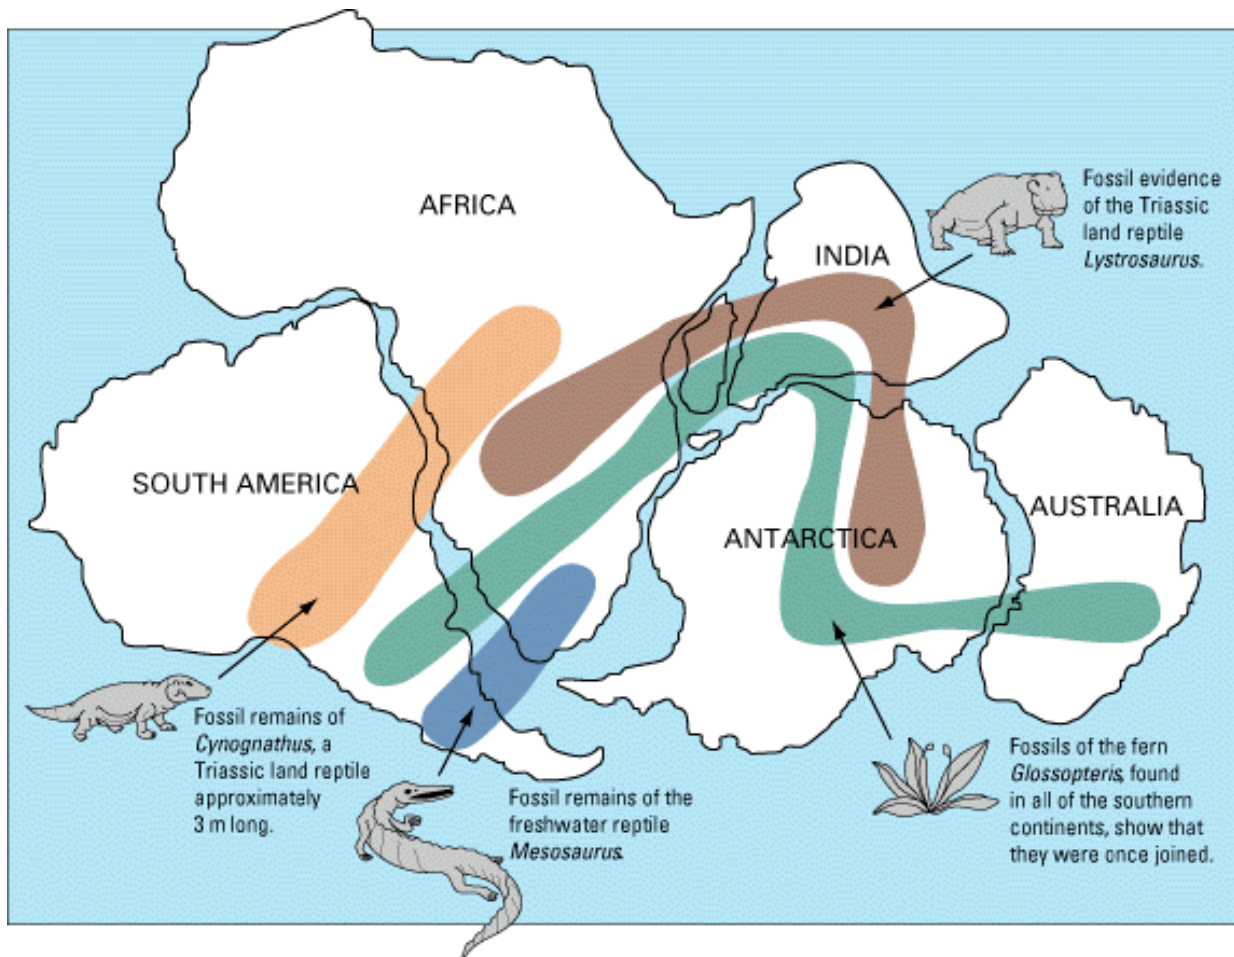 AFRICA
INDIA
Fossil evidence
of the Triassic
land reptile
Lystrosaurus.
SOUTH AMERICA
ANTARCTICA
AUSTRALIA
Fossil remains of
Cynognathus, a
Triassic land reptile
approximately
3 m long.
Fossil remains of the
freshwater reptile
Mesosaurus.
Fossils of the fern
Glossopteris, found
in all of the southern
continents, show that
they were once joined.